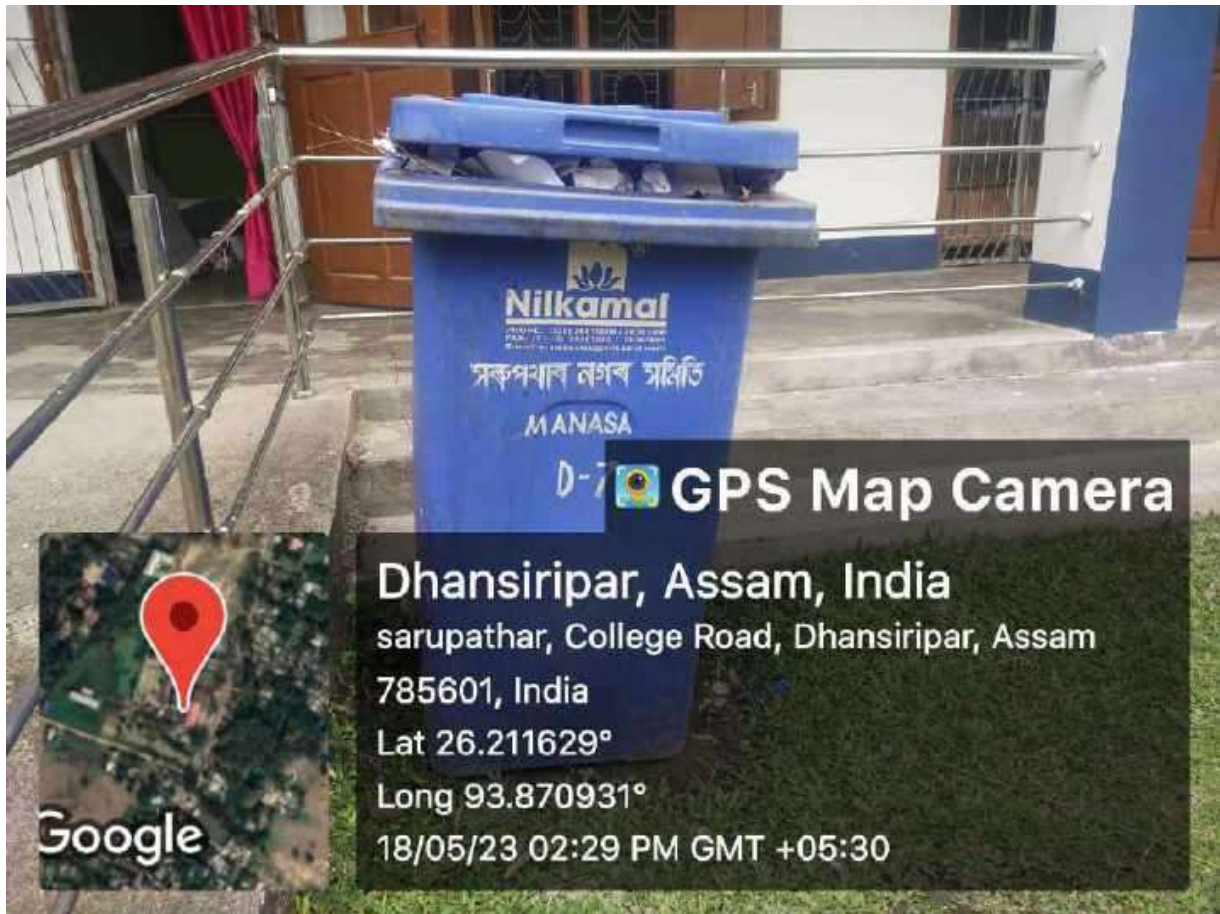 Nilkamal
সৰুপথাৰ নগৰ সমিতি
MANASA
D-7
GPS Map Camera
Dhansiripar, Assam, India
sarupathar, College Road, Dhansiripar, Assam
785601, India
Lat 26.211629°
Long 93.870931°
18/05/23 02:29 PM GMT +05:30
Google